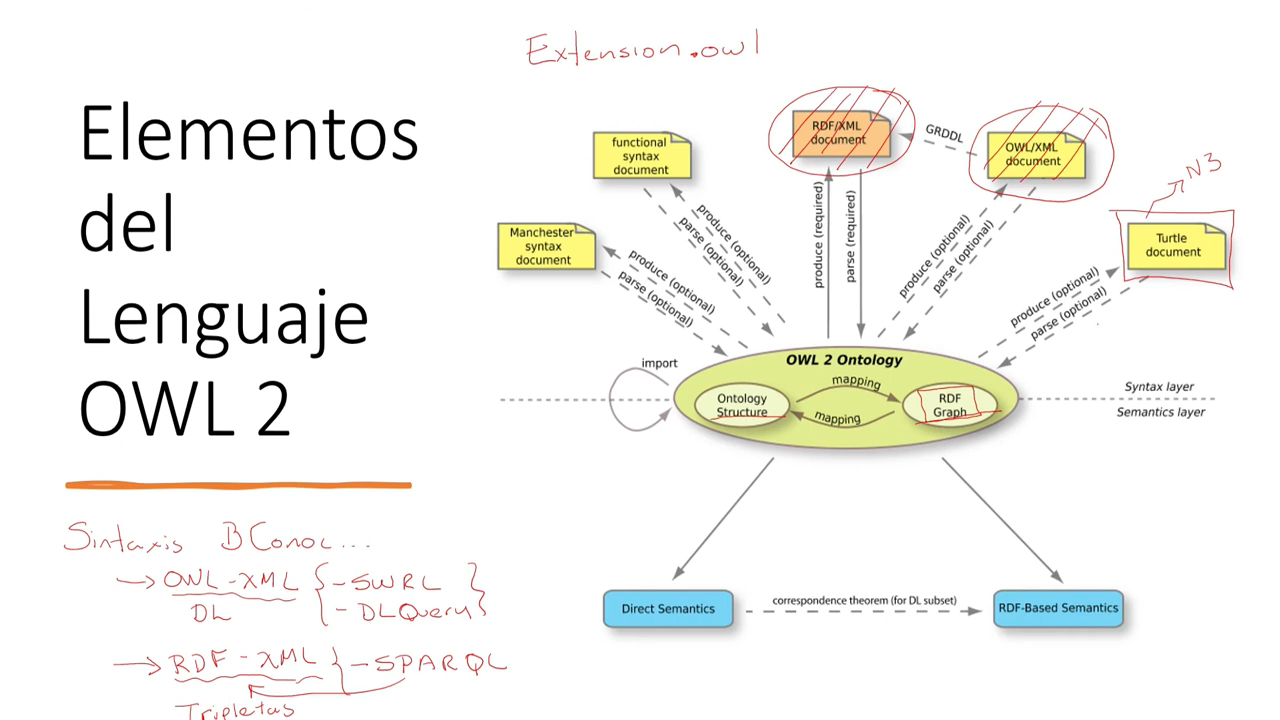 Extension.owl
Elementos
del
Lenguaje
OWL 2
Sintaxis BConoc...
→ OWL-XML { - SWRL }
DL { - DLQuery }
→ RDF-XML } - SPARQL
Tripletas
RDF/XML
document
GRDDL
OWL/XML
document
functional
syntax
document
N3
Manchester
syntax
document
Turtle
document
produce (optional)
parse (optional)
produce (optional)
parse (optional)
produce (required)
parse (required)
produce (optional)
parse (optional)
produce (optional)
parse (optional)
import
OWL 2 Ontology
Ontology
Structure
mapping
mapping
RDF
Graph
Syntax layer
Semantics layer
Direct Semantics
correspondence theorem (for DL subset)
RDF-Based Semantics